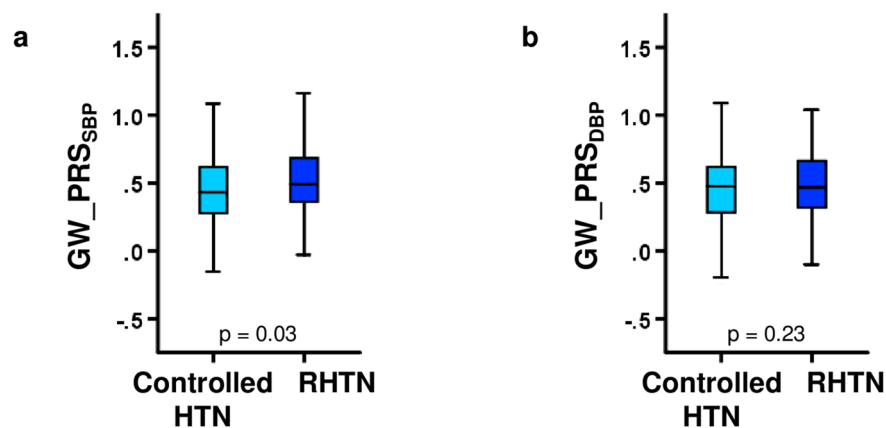 a
GW_PRSSBP
1.5
1.0
.5
.0
-.5
p = 0.03
Controlled
HTN
RHTN
b
GW_PRSDBP
1.5
1.0
.5
.0
-.5
p = 0.23
Controlled
HTN
RHTN